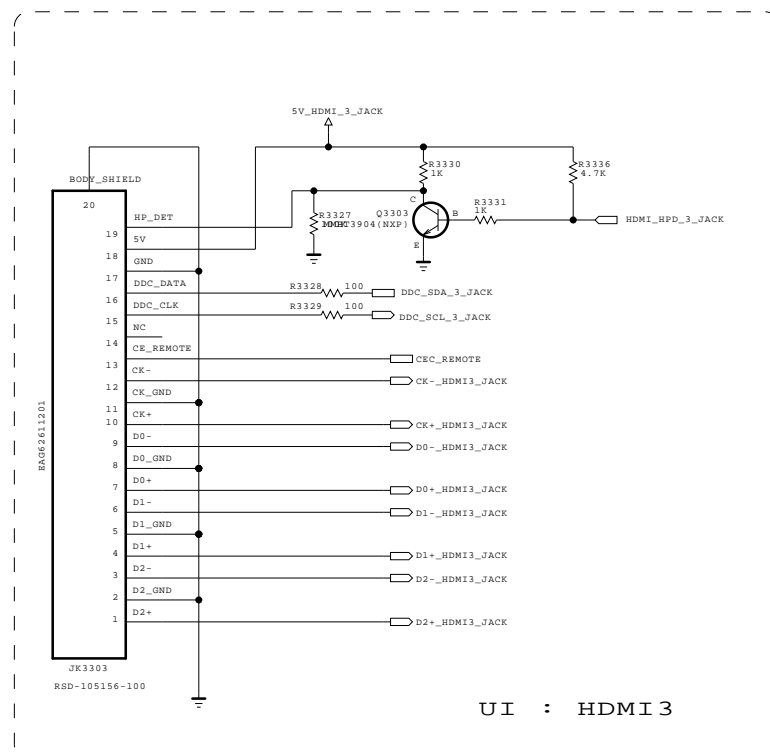 5V_HDMI_3_JACK
BODY_SHIELD
20
R3330
1K
R3336
4.7K
C
R3327
Q3303
MMBT3904(NXP)
B
R3331
1K
HDMI_HPD_3_JACK
E
HP_DET
19
5V
18
GND
17
DDC_DATA
R3328
100
DDC_SDA_3_JACK
16
DDC_CLK
R3329
100
DDC_SCL_3_JACK
15
NC
14
CE_REMOTE
CEC_REMOTE
13
CK-
CK-_HDMI3_JACK
12
CK_GND
11
CK+
10
CK+_HDMI3_JACK
D0-
9
D0-_HDMI3_JACK
D0_GND
8
D0+
7
D0+_HDMI3_JACK
D1-
6
D1-_HDMI3_JACK
D1_GND
5
D1+
4
D1+_HDMI3_JACK
D2-
3
D2-_HDMI3_JACK
D2_GND
2
D2+
1
D2+_HDMI3_JACK
EAG62611201
JK3303
RSD-105156-100
UI : HDMI3